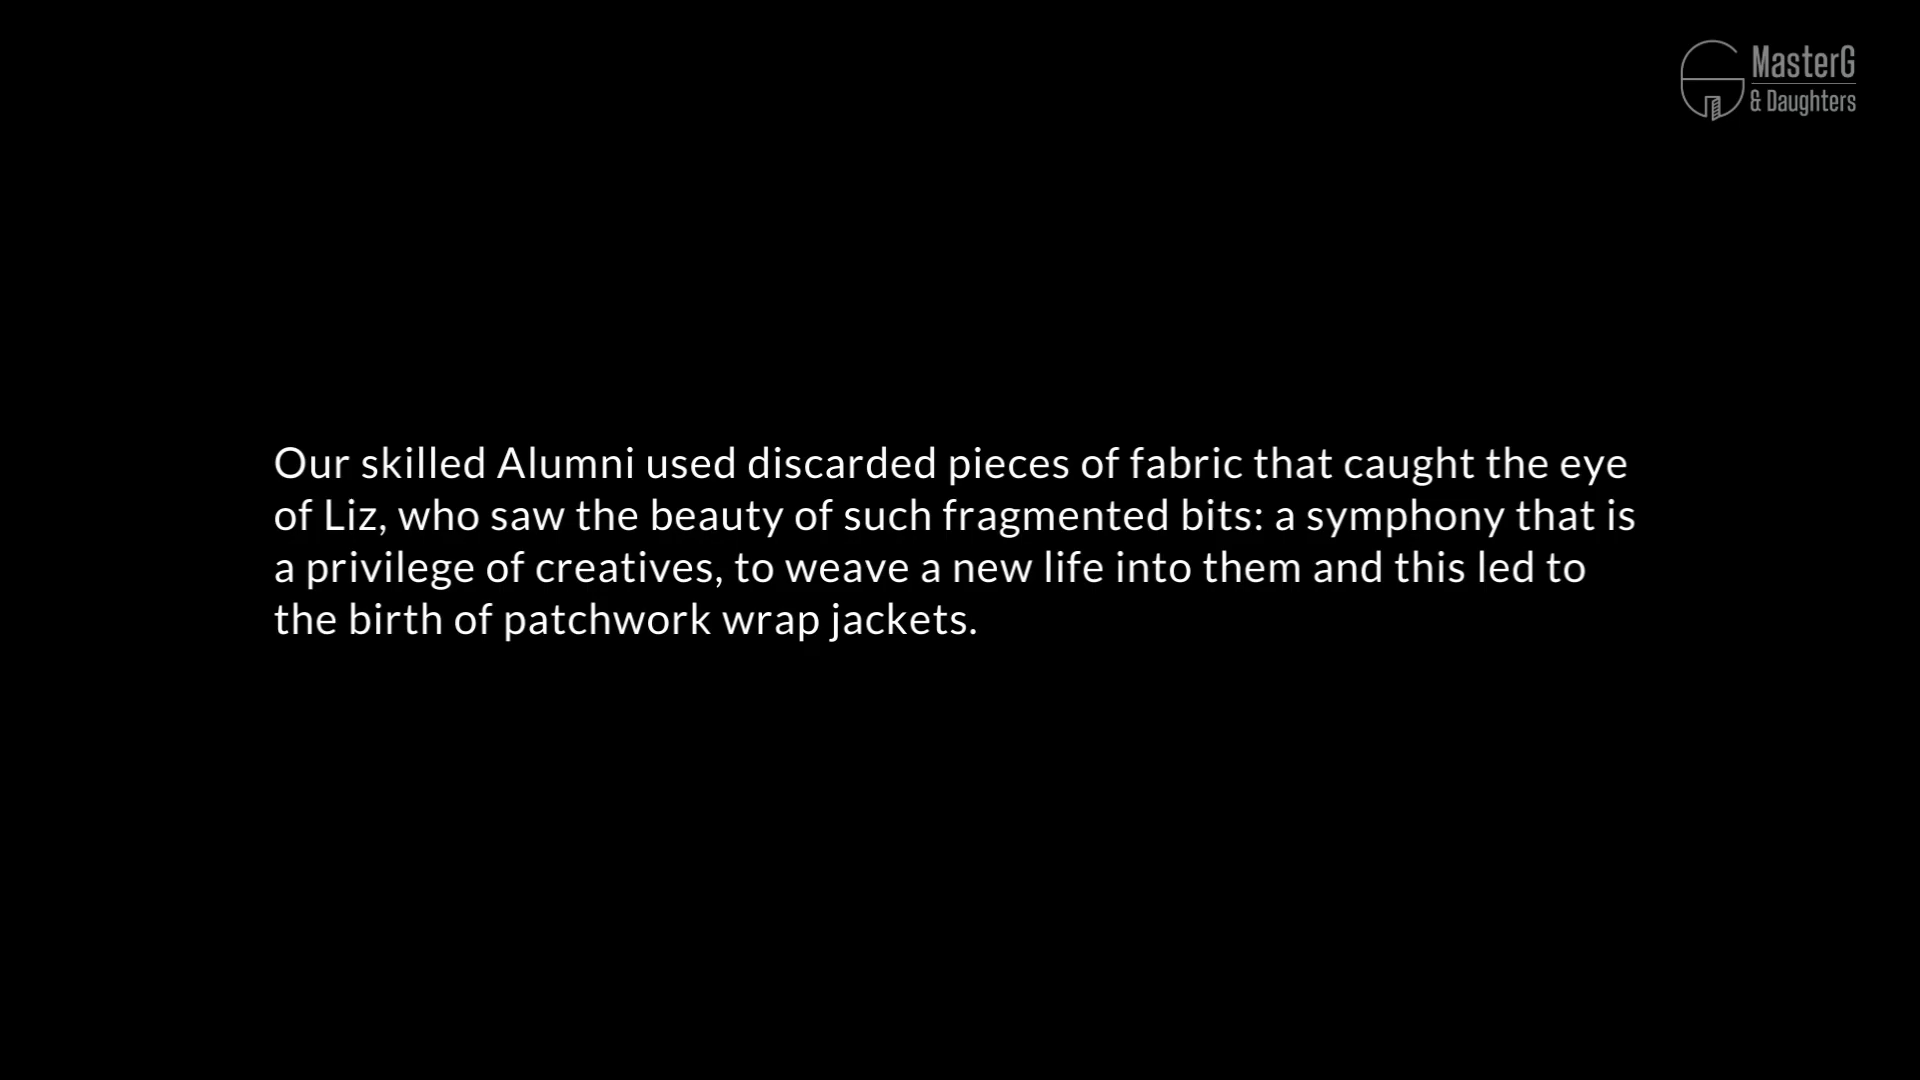 MasterG
& Daughters
Our skilled Alumni used discarded pieces of fabric that caught the eye
of Liz, who saw the beauty of such fragmented bits: a symphony that is
a privilege of creatives, to weave a new life into them and this led to
the birth of patchwork wrap jackets.